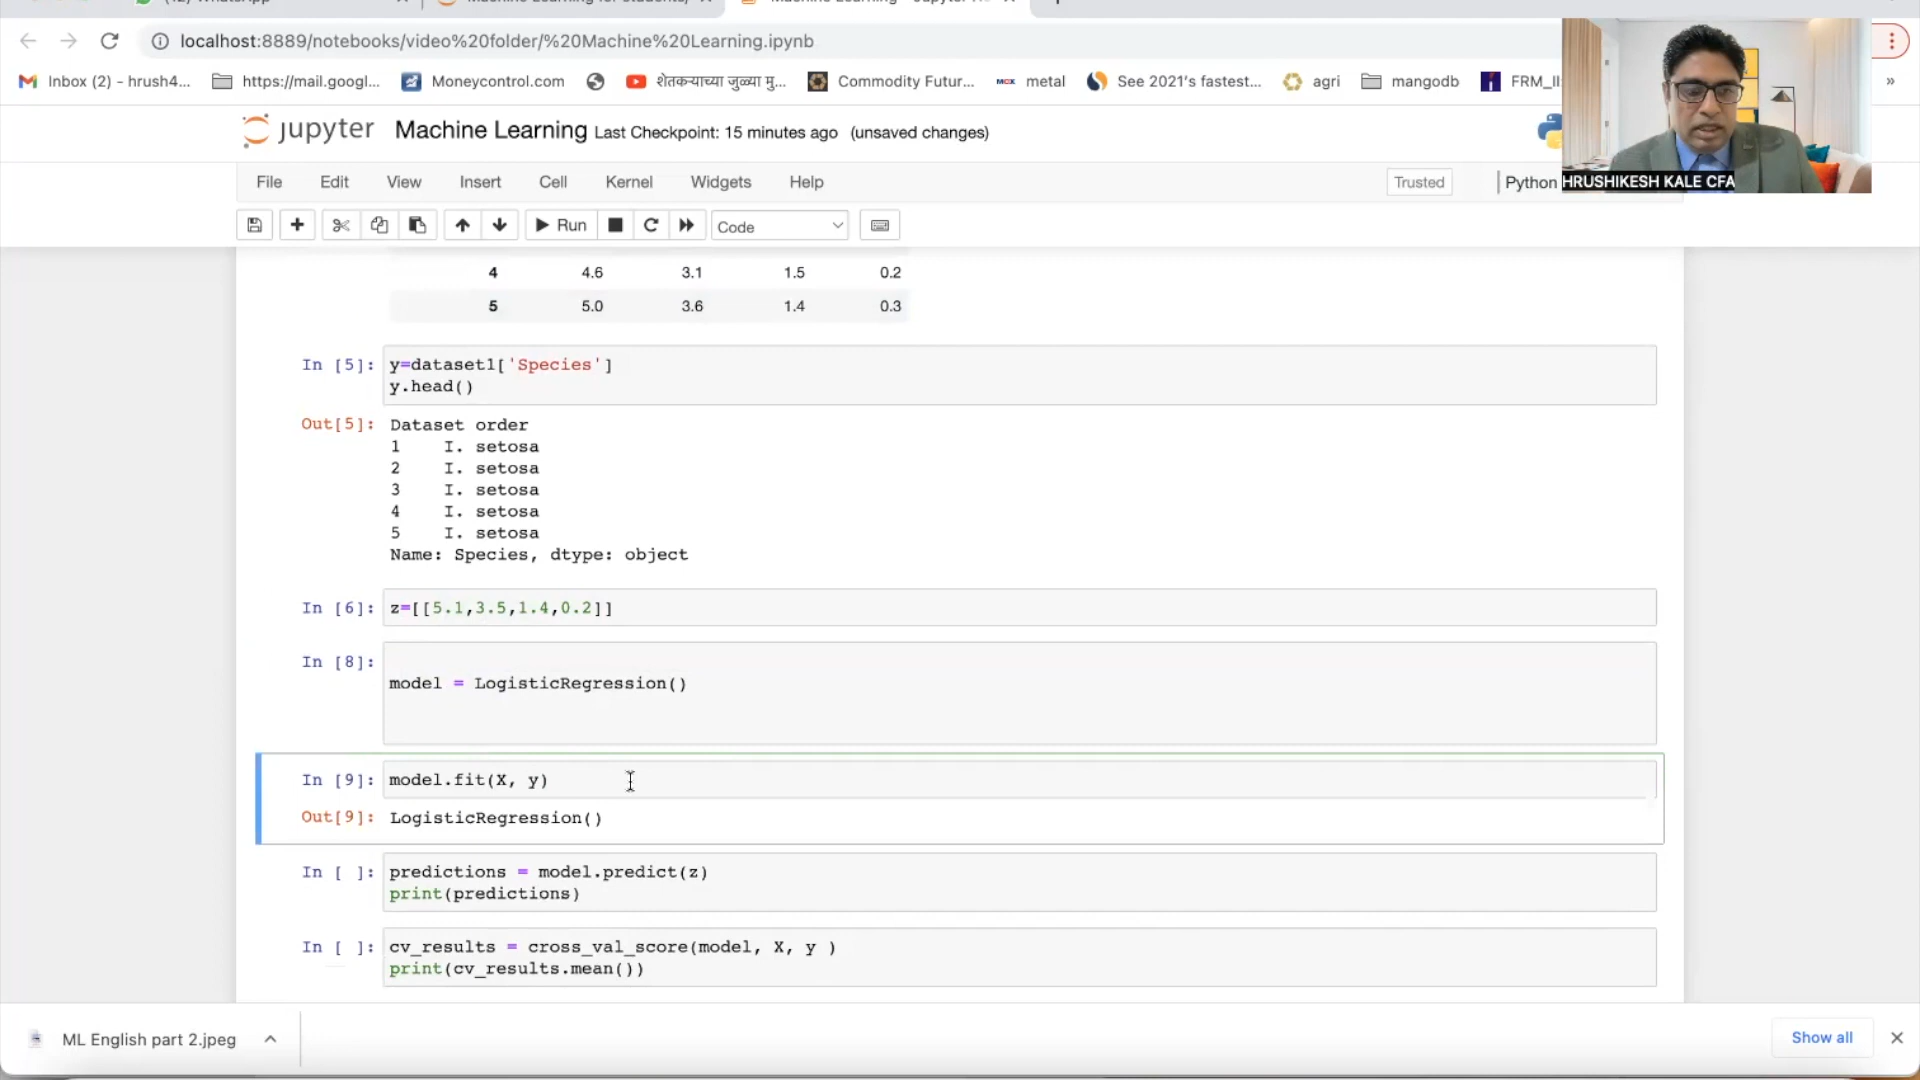 localhost:8889/notebooks/video%20folder/%20Machine%20Learning.ipynb
Inbox (2) - hrush4... https://mail.googl... Moneycontrol.com शेतकऱ्याच्या जुळ्या मु... Commodity Futur... MCX metal See 2021's fastest... agri mangodb FRM_II »
jupyter Machine Learning Last Checkpoint: 15 minutes ago (unsaved changes)
File Edit View Insert Cell Kernel Widgets Help Trusted Python
HRUSHIKESH KALE CFA
Run Code
4 4.6 3.1 1.5 0.2
5 5.0 3.6 1.4 0.3
In [5]: y=dataset1['Species']
y.head()
Out[5]: Dataset order
1 I. setosa
2 I. setosa
3 I. setosa
4 I. setosa
5 I. setosa
Name: Species, dtype: object
In [6]: z=[[5.1,3.5,1.4,0.2]]
In [8]:
model = LogisticRegression()
In [9]: model.fit(X, y)
Out[9]: LogisticRegression()
In [ ]: predictions = model.predict(z)
print(predictions)
In [ ]: cv_results = cross_val_score(model, X, y )
print(cv_results.mean())
ML English part 2.jpeg Show all